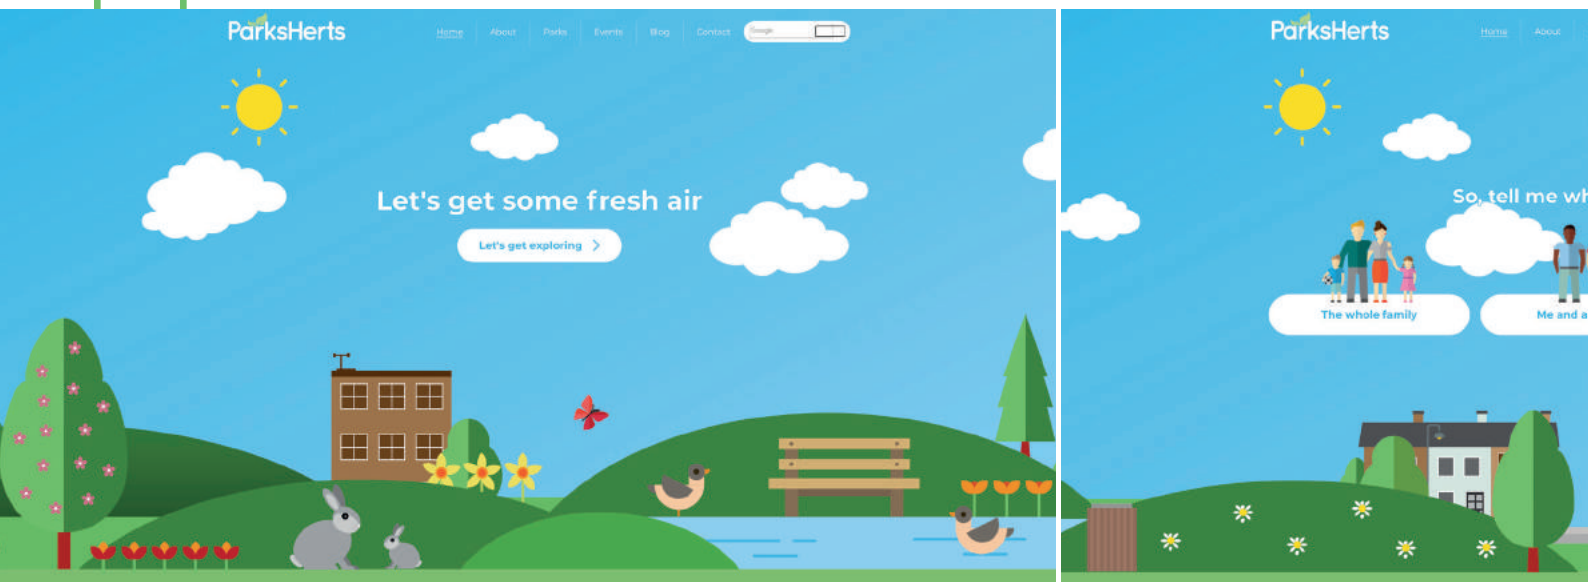 ParksHerts
Home About Parks Events Blog Contact
Google
Let's get some fresh air
Let's get exploring
ParksHerts
Home About
So, tell me wh
The whole family
Me and a